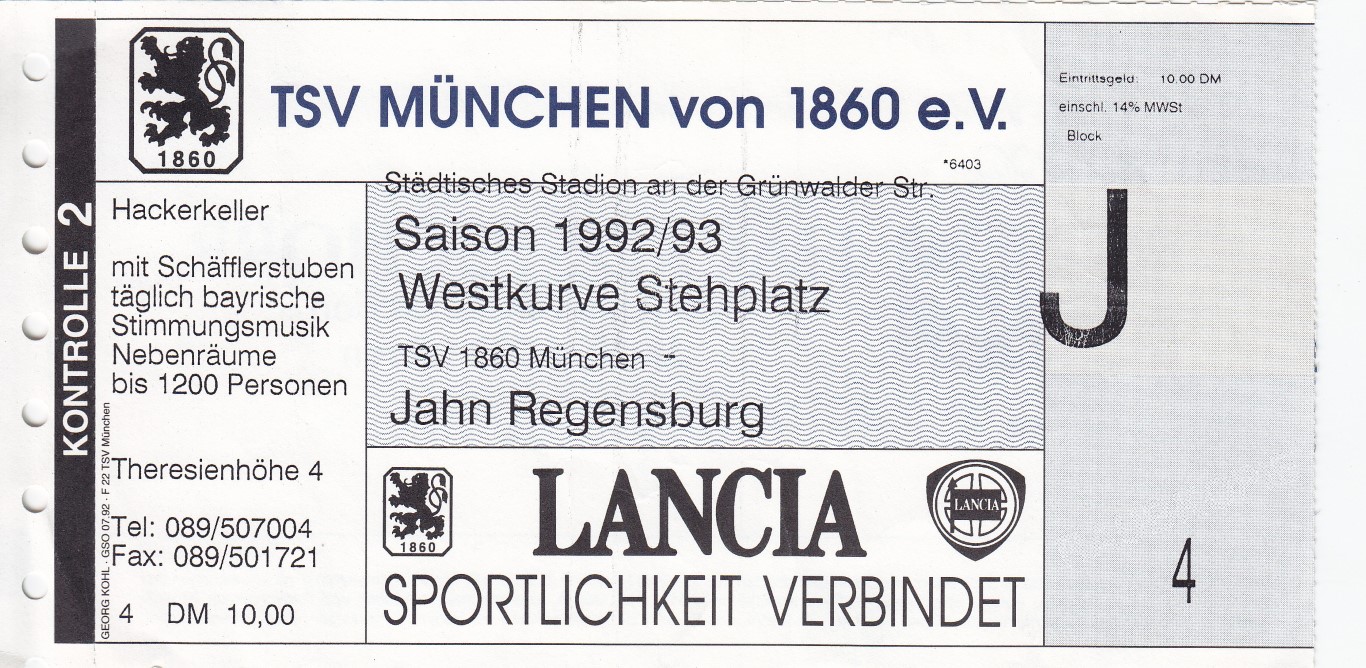 KONTROLLE 2
1860
TSV MÜNCHEN von 1860 e.V.
*6403
Hackerkeller
mit Schäfflerstuben
täglich bayrische
Stimmungsmusik
Nebenräume
bis 1200 Personen
Theresienhöhe 4
Tel: 089/507004
Fax: 089/501721
4 DM 10,00
GEORG KOHL · GSO 07.92 · F 22 TSV München
Städtisches Stadion an der Grünwalder Str.
Saison 1992/93
Westkurve Stehplatz
TSV 1860 München --
Jahn Regensburg
1860
LANCIA
LANCIA
SPORTLICHKEIT VERBINDET
Eintrittsgeld: 10.00 DM
einschl. 14% MWSt
Block
J
4